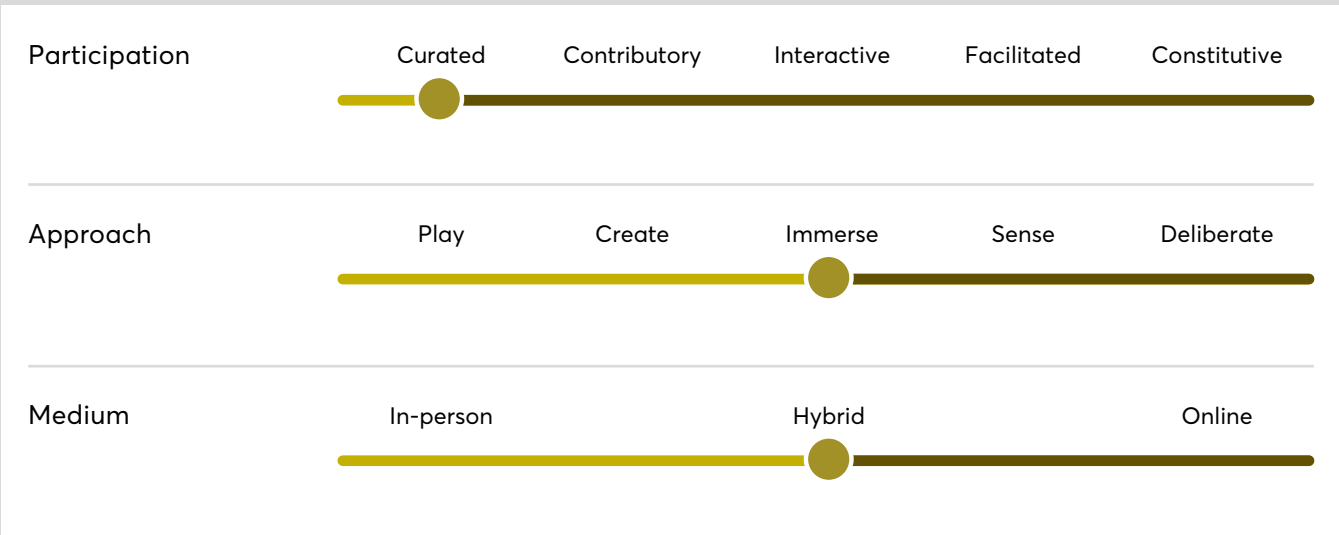 Participation
Curated Contributory Interactive Facilitated Constitutive
Approach
Play Create Immerse Sense Deliberate
Medium
In-person Hybrid Online